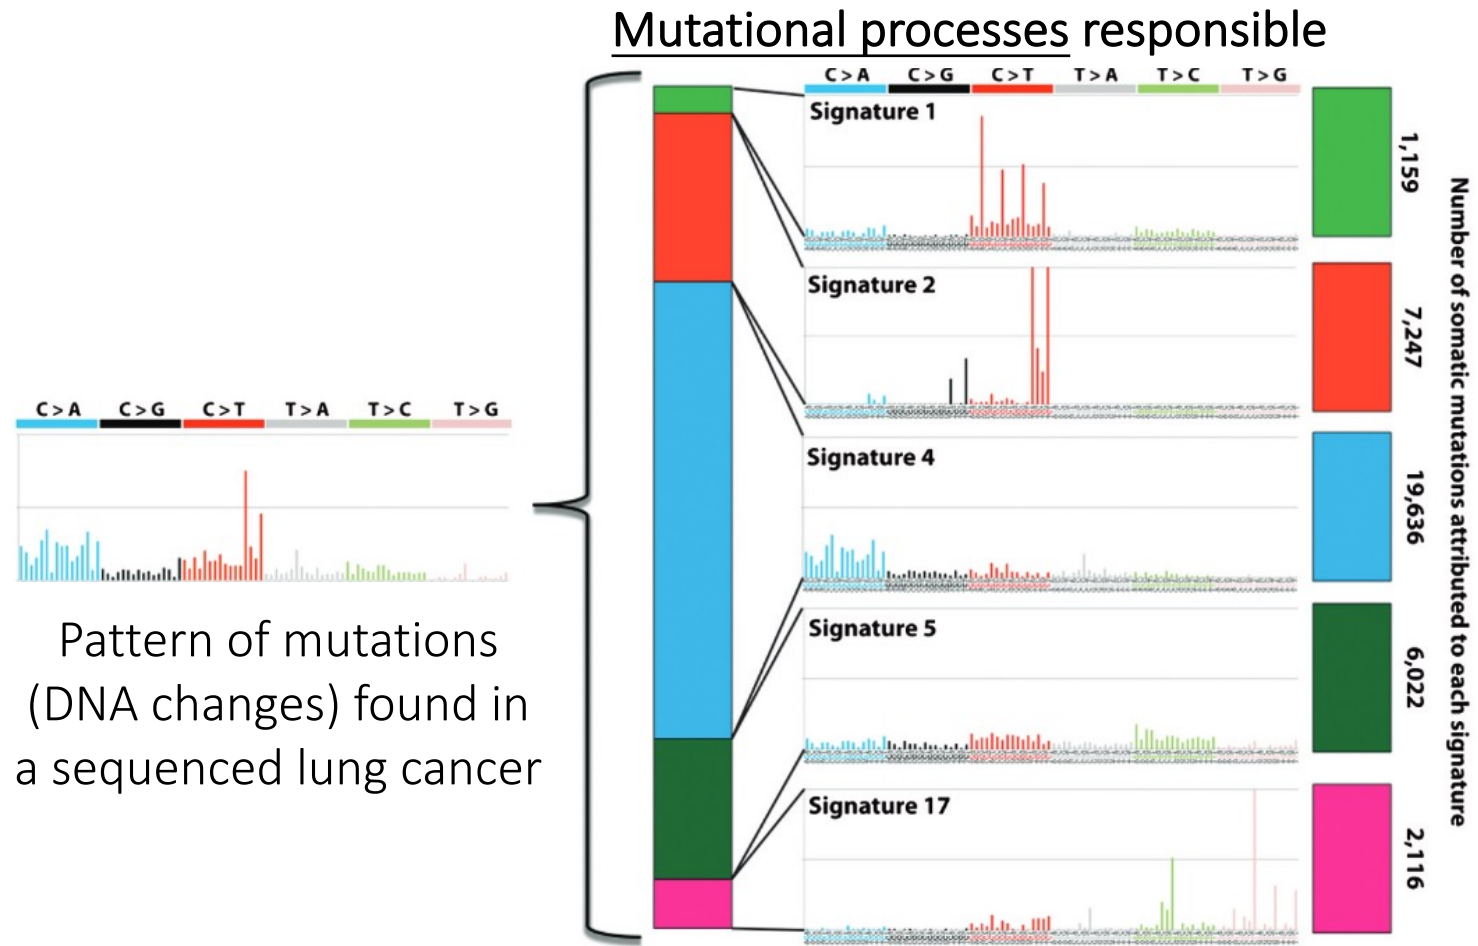 Mutational processes responsible
C > A C > G C > T T > A T > C T > G
Signature 1
1,159
Signature 2
7,247
C > A C > G C > T T > A T > C T > G
Signature 4
19,636
Pattern of mutations
(DNA changes) found in
a sequenced lung cancer
Signature 5
6,022
Signature 17
2,116
Number of somatic mutations attributed to each signature